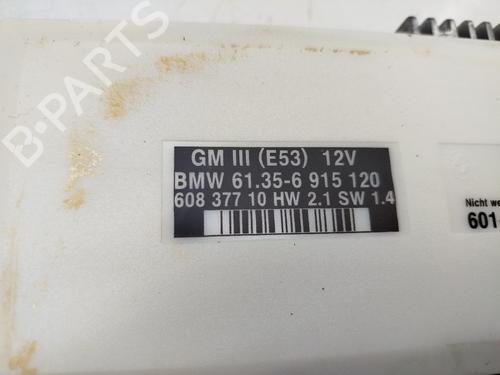 GM III (E53) 12V
BMW 61.35-6 915 120
608 377 10 HW 2.1 SW 1.4
Nicht
601
B-PARTS